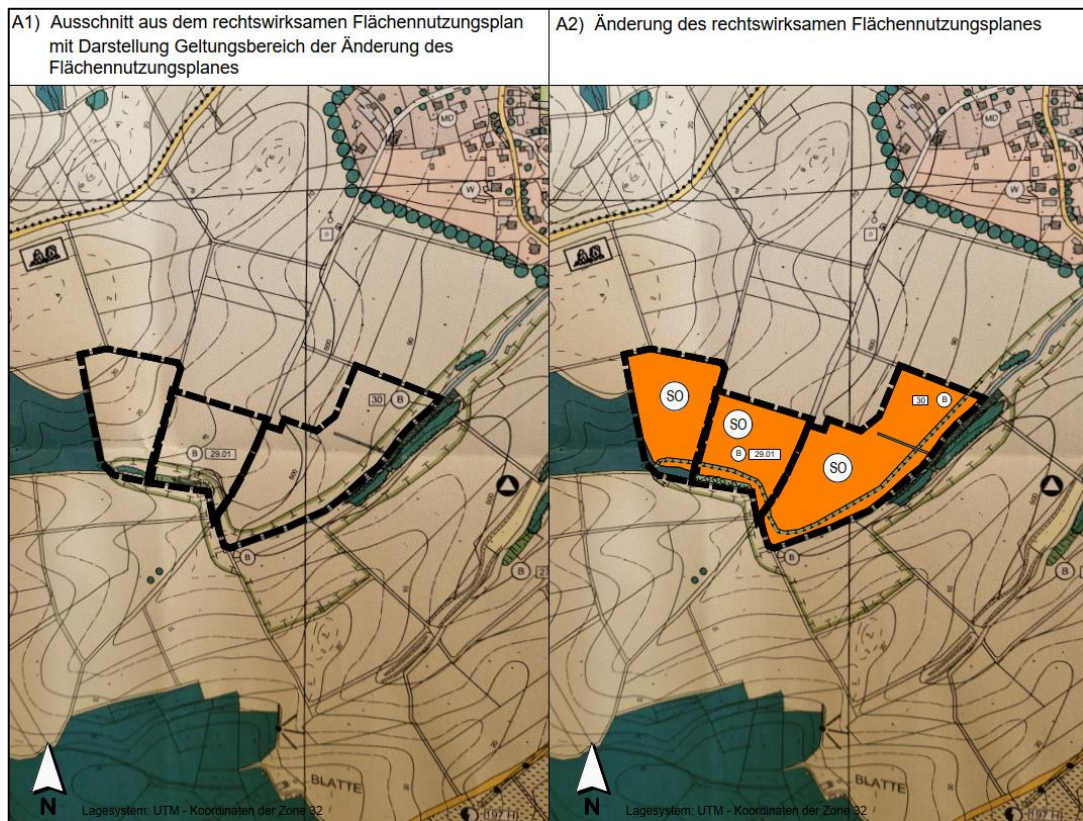 A1) Ausschnitt aus dem rechtswirksamen Flächennutzungsplan
mit Darstellung Geltungsbereich der Änderung des
Flächennutzungsplanes
MD
W
30 B
B 29.01
B
B
BLATTE
N
Lagesystem: UTM - Koordinaten der Zone 32
A2) Änderung des rechtswirksamen Flächennutzungsplanes
MD
W
SO
SO
30 B
B 29.01
SO
B
B
BLATTE
N
Lagesystem: UTM - Koordinaten der Zone 32